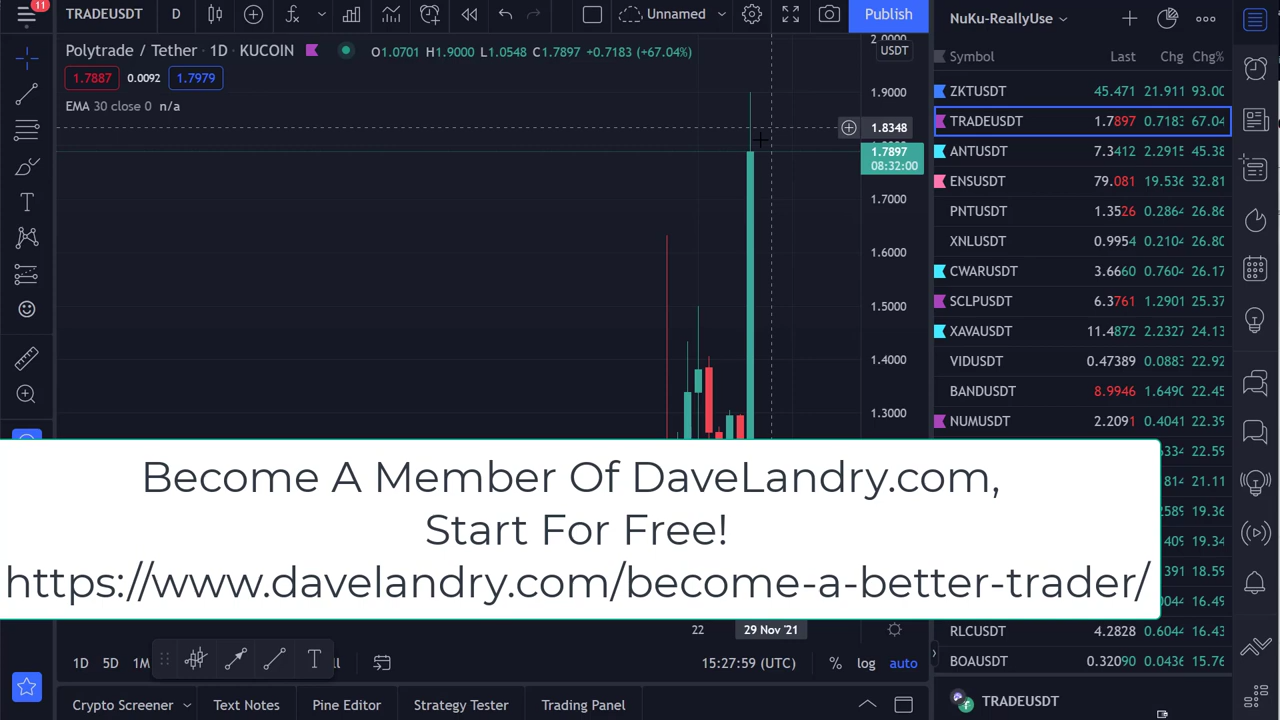 11
TRADEUSDT
D
Unnamed
Publish
NuKu-ReallyUse
Polytrade / Tether · 1D · KUCOIN
O1.0701 H1.9000 L1.0548 C1.7897 +0.7183 (+67.04%)
1.7887 0.0092 1.7979
EMA 30 close 0 n/a
2.0000
USDT
1.9000
1.8348
1.7897
08:32:00
1.7000
1.6000
1.5000
1.4000
1.3000
Symbol Last Chg Chg%
ZKTUSDT 45.471 21.911 93.00
TRADEUSDT 1.7897 0.7183 67.04
ANTUSDT 7.3412 2.2915 45.38
ENSUSDT 79.081 19.536 32.81
PNTUSDT 1.3526 0.2864 26.86
XNLUSDT 0.9954 0.2104 26.80
CWARUSDT 3.6660 0.7604 26.17
SCLPUSDT 6.3761 1.2901 25.37
XAVAUSDT 11.4872 2.2327 24.13
VIDUSDT 0.47389 0.0883 22.92
BANDUSDT 8.9946 1.6490 22.45
NUMUSDT 2.2091 0.4041 22.39
21.11
18.59
16.49
RLCUSDT 4.2828 0.6044 16.43
BOAUSDT 0.32090 0.0436 15.76
Become A Member Of DaveLandry.com,
Start For Free!
https://www.davelandry.com/become-a-better-trader/
22
29 Nov '21
1D 5D 1M
15:27:59 (UTC)
% log auto
Crypto Screener Text Notes Pine Editor Strategy Tester Trading Panel
TRADEUSDT